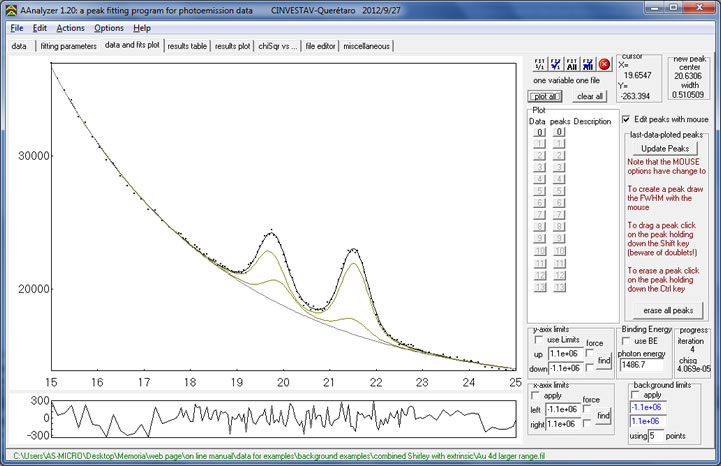 AAnalyzer 1.20: a peak fitting program for photoemission data CINVESTAV-Querétaro 2012/9/27
File Edit Actions Options Help
data fitting parameters data and fits plot results table results plot chiSqr vs ... file editor miscellaneous
30000
20000
15 16 17 18 19 20 21 22 23 24 25
300
0
-300
FIT 1/1 FIT √1 FIT All FIT All
one variable one file
plot all clear all
cursor
X=
19.6547
Y=
-263.394
new peak
center
20.6306
width
0.510509
Plot
Data peaks Description
0 0
1 1
2 2
3 3
4 4
5 5
6 6
7 7
8 8
9 9
10 10
11 11
12 12
13 13
Edit peaks with mouse
last-data-ploted peaks
Update Peaks
Note that the MOUSE
options have change to
To create a peak draw
the FWHM with the
mouse
To drag a peak click
on the peak holding
down the Shift key
(beware of doublets!)
To erase a peak click
on the peak holding
down the Ctrl key
erase all peaks
y-axis limits
use Limits force
up 1.1e+06
down -1.1e+06
find
Binding Energy
use BE
photon energy
1486.7
progress
iteration
4
chisq
4.069e-05
x-axis limits
apply force
left -1.1e+06
right 1.1e+06
find
background limits
apply
-1.1e+06
1.1e+06
using 5 points
C:\Users\AS-MICRO\Desktop\Memoria\web page\on line manual\data for examples\background examples\combined Shirley with extrinsic\Au 4d larger range.fil